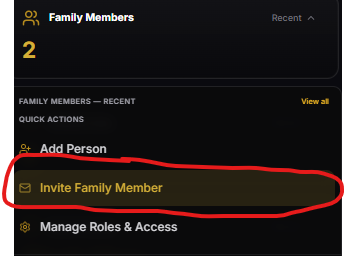 Family Members
Recent
2
FAMILY MEMBERS — RECENT
View all
QUICK ACTIONS
Add Person
Invite Family Member
Manage Roles & Access